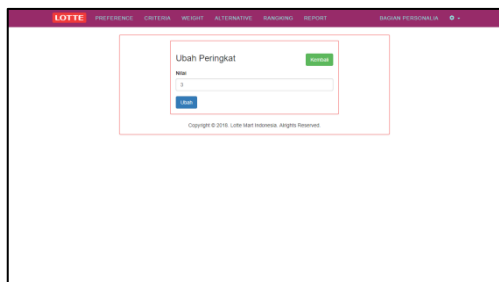 LOTTE PREFERENCE CRITERIA WEIGHT ALTERNATIVE RANGKING REPORT BAGIAN PERSONALIA
Ubah Peringkat
Kembali
Nilai
3
Ubah
Copyright © 2016. Lotte Mart Indonesia. Allrights Reserved.